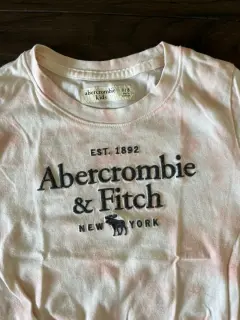 abercrombie
kids
EST. 1892
Abercrombie
& Fitch
NEW YORK